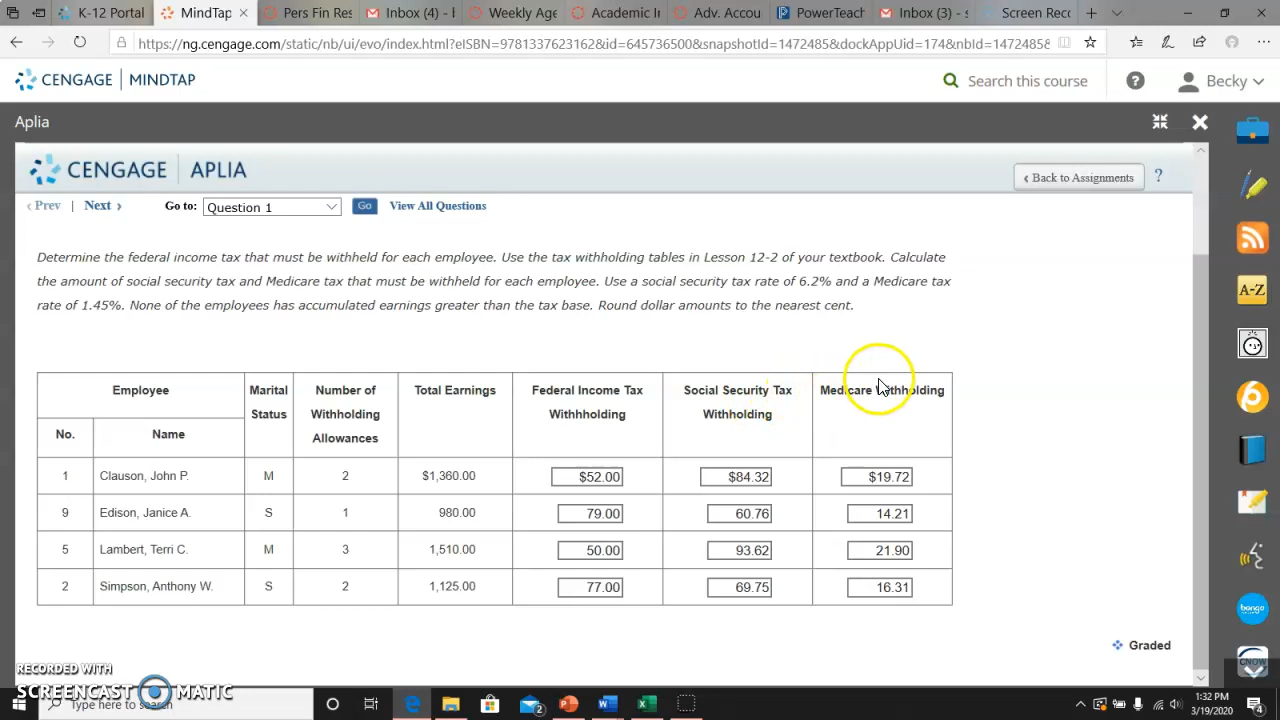 K-12 Portal
MindTap
Pers Fin Res
Inbox (4) -
Weekly Age
Academic I
Adv. Accou
PowerTeach
Inbox (3) - s
Screen Reco
https://ng.cengage.com/static/nb/ui/evo/index.html?eISBN=9781337623162&id=645736500&snapshotId=1472485&dockAppUid=174&nbId=1472485&
CENGAGE MINDTAP
Search this course
?
Becky
Aplia
CENGAGE APLIA
‹ Back to Assignments
?
‹ Prev | Next ›
Go to: Question 1
Go
View All Questions
Determine the federal income tax that must be withheld for each employee. Use the tax withholding tables in Lesson 12-2 of your textbook. Calculate
the amount of social security tax and Medicare tax that must be withheld for each employee. Use a social security tax rate of 6.2% and a Medicare tax
rate of 1.45%. None of the employees has accumulated earnings greater than the tax base. Round dollar amounts to the nearest cent.
Employee
Marital
Status
Number of
Withholding
Allowances
Total Earnings
Federal Income Tax
Withhholding
Social Security Tax
Withholding
Medicare Withholding
No.
Name
1 Clauson, John P. M 2 $1,360.00 $52.00 $84.32 $19.72
9 Edison, Janice A. S 1 980.00 79.00 60.76 14.21
5 Lambert, Terri C. M 3 1,510.00 50.00 93.62 21.90
2 Simpson, Anthony W. S 2 1,125.00 77.00 69.75 16.31
Graded
A-Z
bongo
CNOW
RECORDED WITH
SCREENCAST MATIC
Type here to search
2
1:32 PM
3/19/2020
4